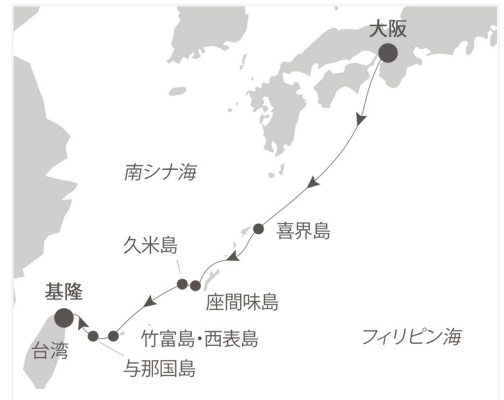 大阪
南シナ海
喜界島
久米島
座間味島
基隆
竹富島・西表島
フィリピン海
台湾
与那国島